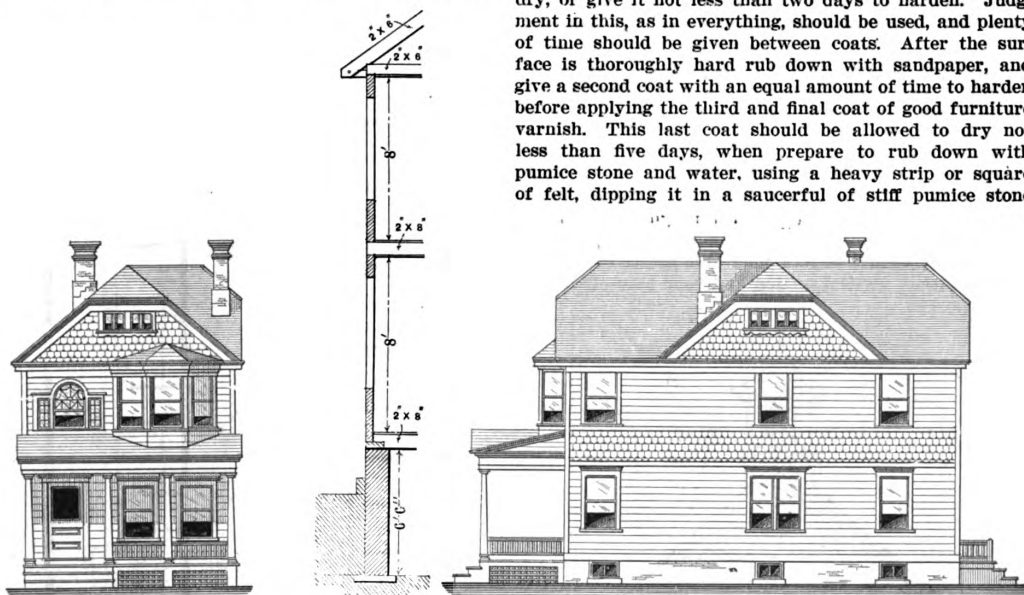 dry, or give it not less than two days to harden. Judg
ment in this, as in everything, should be used, and plenty
of time should be given between coats. After the sur
face is thoroughly hard rub down with sandpaper, and
give a second coat with an equal amount of time to harden
before applying the third and final coat of good furniture
varnish. This last coat should be allowed to dry no
less than five days, when prepare to rub down with
pumice stone and water, using a heavy strip or square
of felt, dipping it in a saucerful of stiff pumice stone
2" X 6"
2" X 6"
8'
2" X 8"
8'
2" X 8"
6'6"